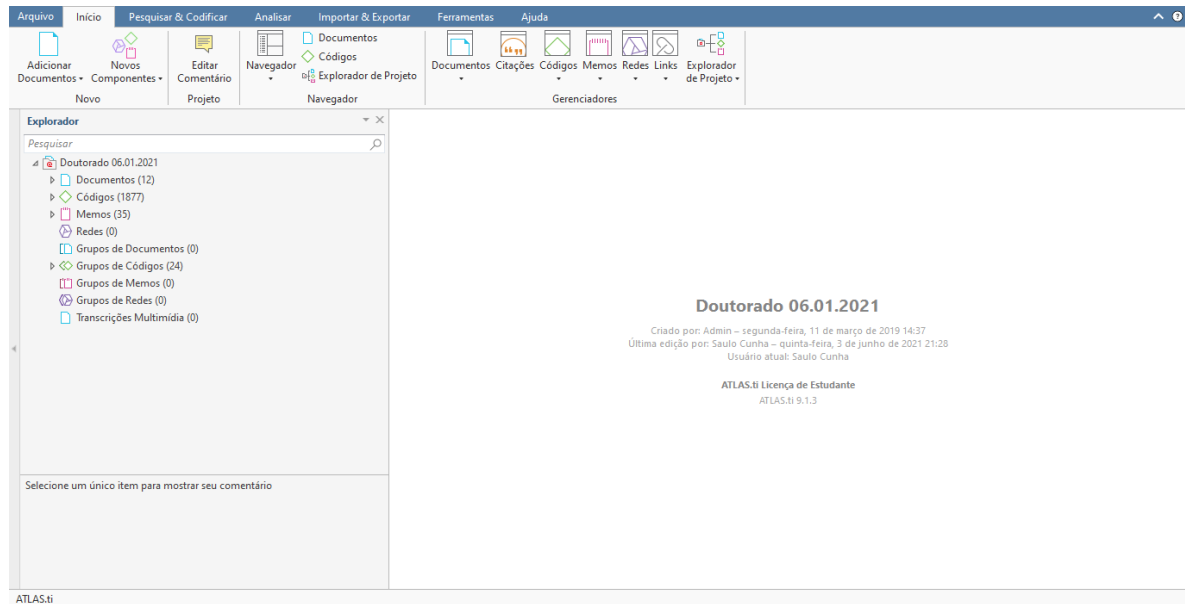 Arquivo Início Pesquisar & Codificar Analisar Importar & Exportar Ferramentas Ajuda
Adicionar Documentos
Novos Componentes
Novo
Editar Comentário
Projeto
Navegador
Documentos
Códigos
Explorador de Projeto
Navegador
Documentos Citações Códigos Memos Redes Links Explorador de Projeto
Gerenciadores
Explorador
Pesquisar
Doutorado 06.01.2021
Documentos (12)
Códigos (1877)
Memos (35)
Redes (0)
Grupos de Documentos (0)
Grupos de Códigos (24)
Grupos de Memos (0)
Grupos de Redes (0)
Transcrições Multimídia (0)
Selecione um único item para mostrar seu comentário
Doutorado 06.01.2021
Criado por: Admin – segunda-feira, 11 de março de 2019 14:37
Última edição por: Saulo Cunha – quinta-feira, 3 de junho de 2021 21:28
Usuário atual: Saulo Cunha
ATLAS.ti Licença de Estudante
ATLAS.ti 9.1.3
ATLAS.ti